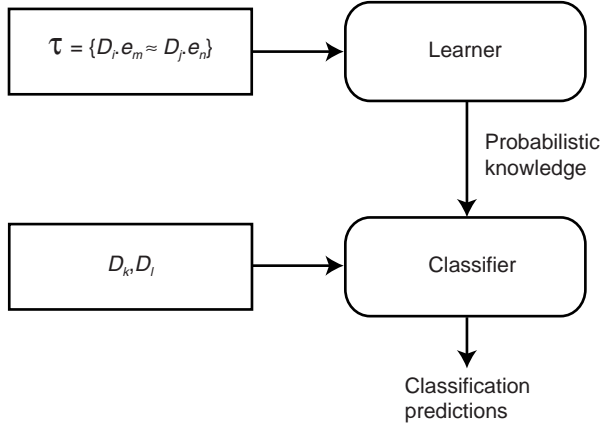 τ = {Dᵢ.eₘ ≈ Dⱼ.eₙ}
Learner
Probabilistic
knowledge
Dₖ,Dₗ
Classifier
Classification
predictions